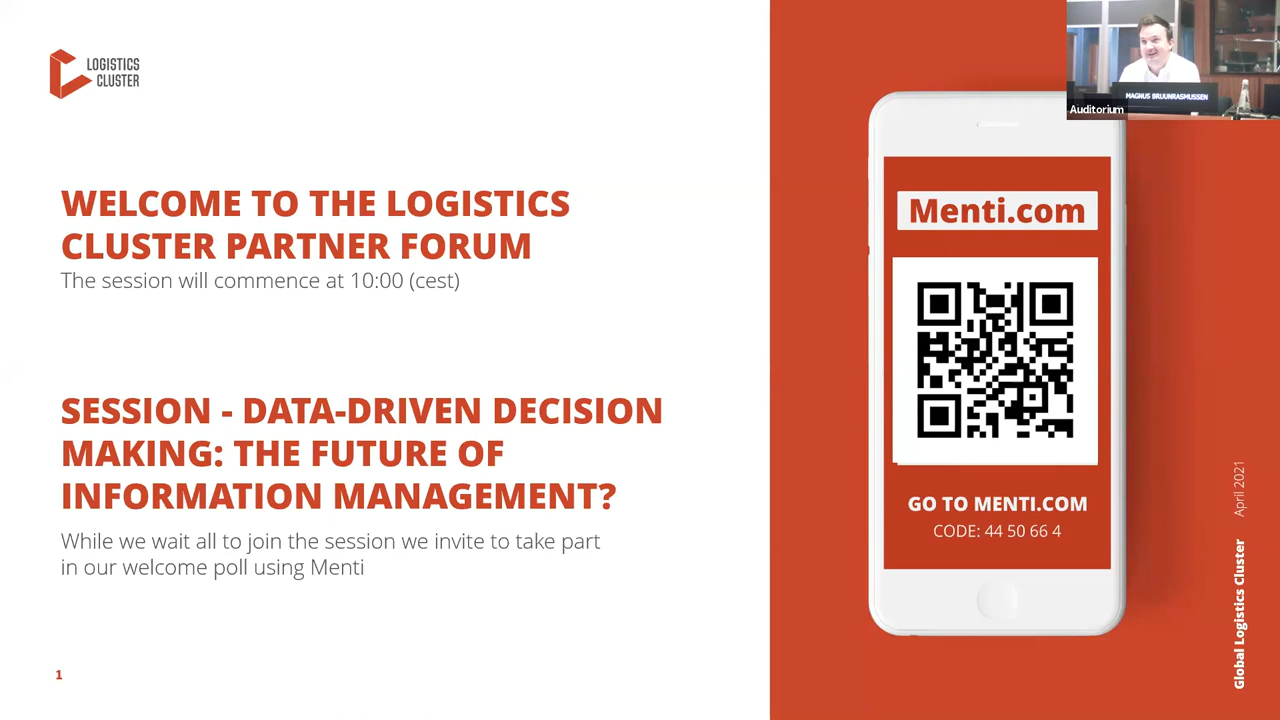 LOGISTICS
CLUSTER
WELCOME TO THE LOGISTICS
CLUSTER PARTNER FORUM
The session will commence at 10:00 (cest)
SESSION - DATA-DRIVEN DECISION
MAKING: THE FUTURE OF
INFORMATION MANAGEMENT?
While we wait all to join the session we invite to take part
in our welcome poll using Menti
1
MAGNUS BRUUNRASMUSSEN
Auditorium
Menti.com
GO TO MENTI.COM
CODE: 44 50 66 4
Global Logistics Cluster April 2021